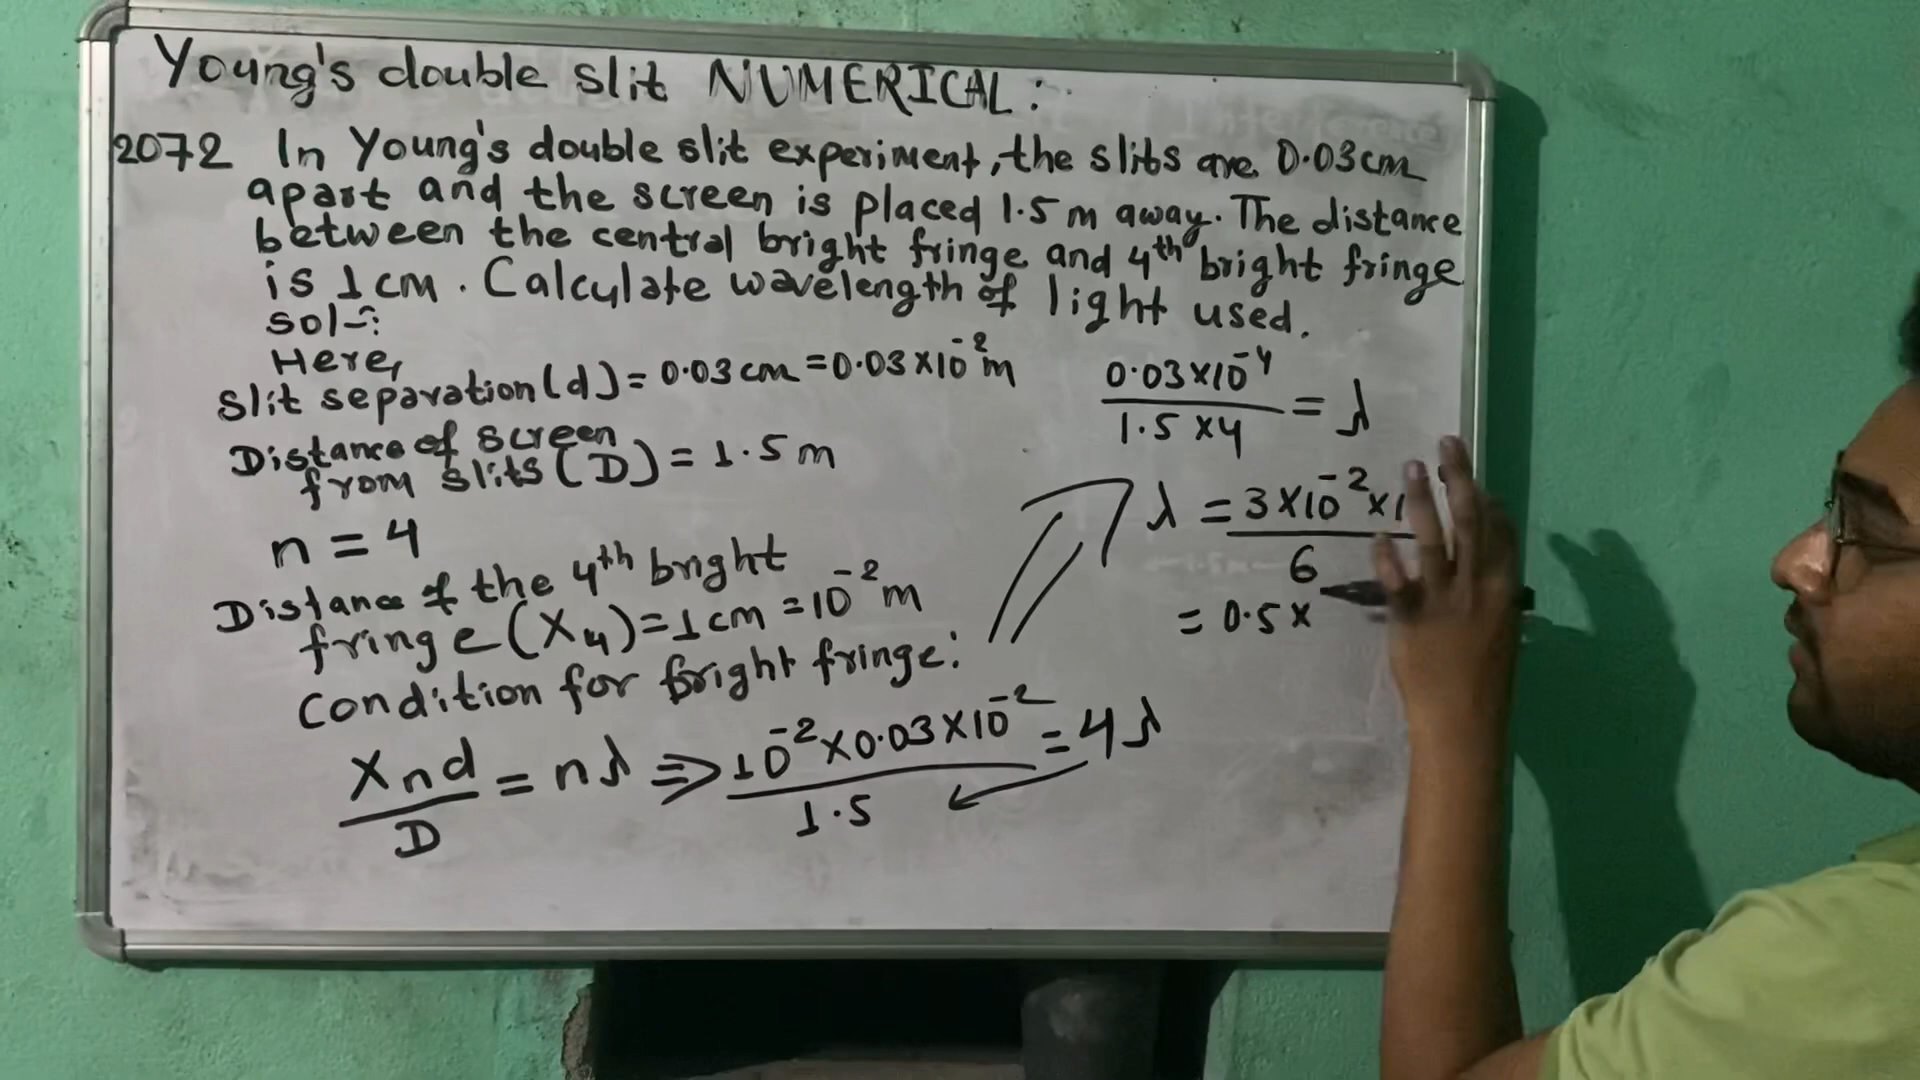 Young's double slit NUMERICAL:
2072 In Young's double slit experiment, the slits are 0.03cm
apart and the screen is placed 1.5 m away. The distance
between the central bright fringe and 4th bright fringe
is 1cm. Calculate wavelength of light used.
Sol-:
Here,
Slit separation(d) = 0.03cm = 0.03×10⁻²m
Distance of screen
from slits (D) = 1.5 m
n = 4
Distance of the 4th bright
fringe (X₄) = 1cm = 10⁻²m
Condition for bright fringe:
Xₙd/D = nλ ⇒ 10⁻²×0.03×10⁻²/1.5 = 4λ
0.03×10⁻⁴/1.5×4 = λ
λ = 3×10⁻²×1/6
= 0.5×